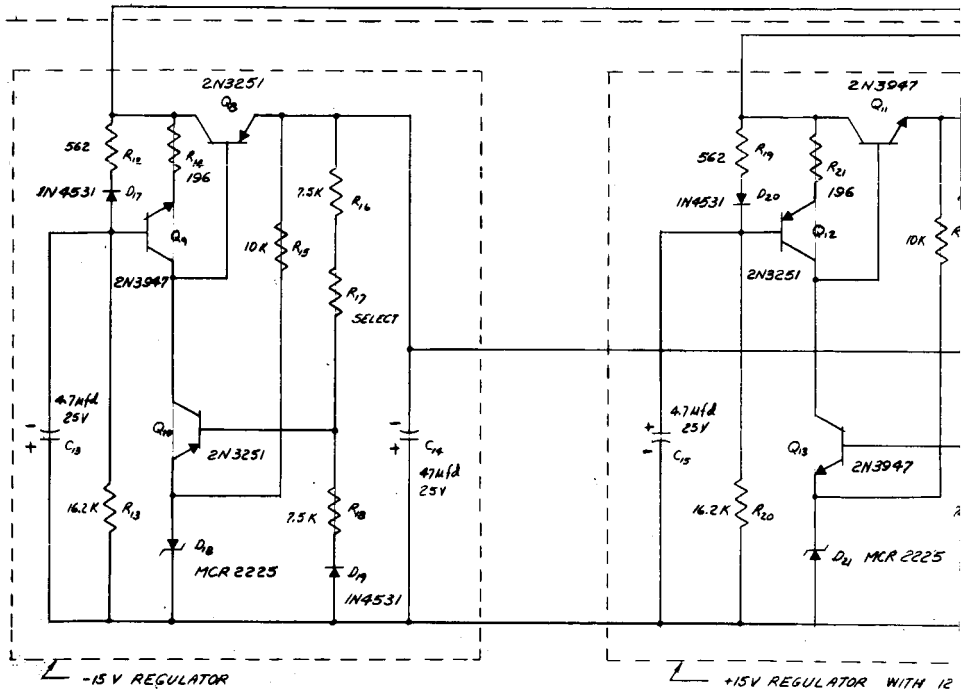 2N3251
Q8
562
R12
R14
196
1N4531
D17
Q9
2N3947
7.5K
R16
10K
R15
R17
SELECT
4.7Mfd
25V
C13
Q10
2N3251
C14
47Mfd
25V
16.2K
R13
7.5K
R18
D18
MCR 2225
D19
1N4531
-15 V REGULATOR
2N3947
Q11
562
R19
R21
196
1N4531
D20
Q12
2N3251
10K
R
4.7Mfd
25V
C15
Q13
2N3947
16.2K
R20
D21 MCR 2225
+15V REGULATOR WITH 12